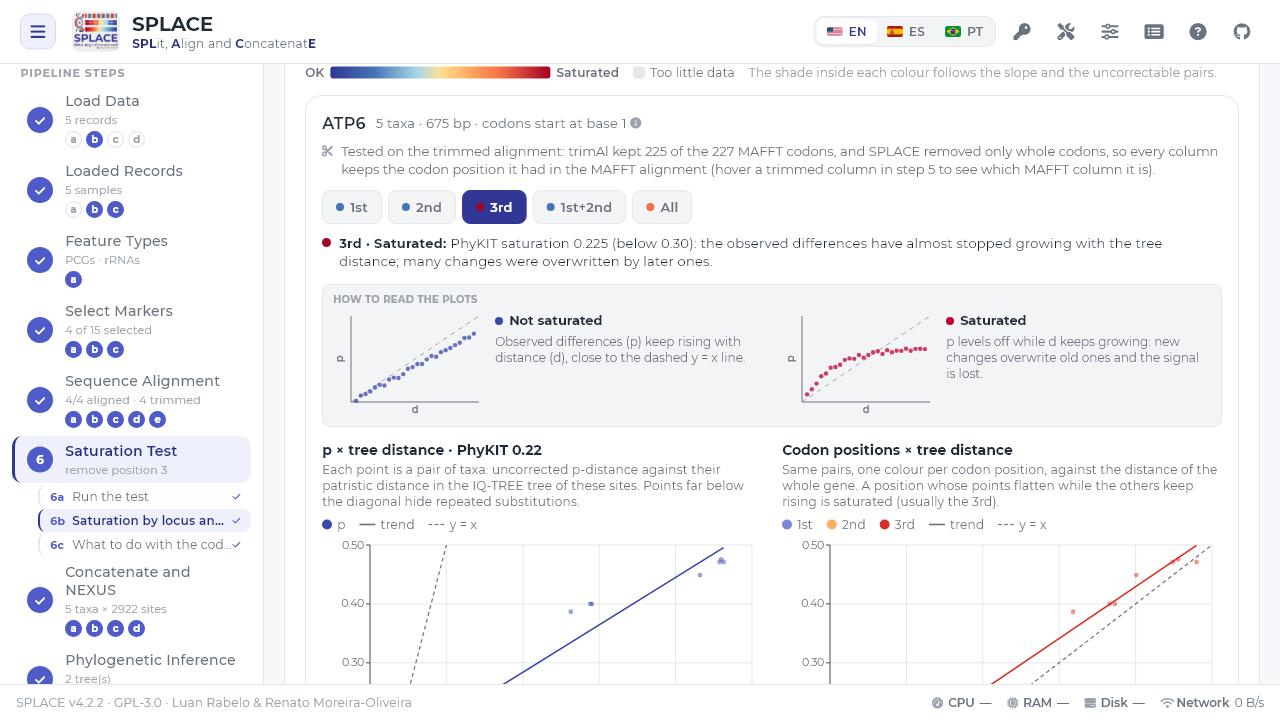 SPLACE
SPLit, Align and ConcatenatE
EN
ES
PT
PIPELINE STEPS
Load Data
5 records
a b c d
Loaded Records
5 samples
a b c
Feature Types
PCGs · rRNAs
a
Select Markers
4 of 15 selected
a b c
Sequence Alignment
4/4 aligned · 4 trimmed
a b c d e
6
Saturation Test
remove position 3
6a Run the test
6b Saturation by locus an...
6c What to do with the cod...
Concatenate and
NEXUS
5 taxa × 2922 sites
a b c d
Phylogenetic Inference
2 tree(s)
OK
Saturated
Too little data
The shade inside each colour follows the slope and the uncorrectable pairs.
ATP6 5 taxa · 675 bp · codons start at base 1
Tested on the trimmed alignment: trimAl kept 225 of the 227 MAFFT codons, and SPLACE removed only whole codons, so every column
keeps the codon position it had in the MAFFT alignment (hover a trimmed column in step 5 to see which MAFFT column it is).
1st
2nd
3rd
1st+2nd
All
3rd · Saturated: PhyKIT saturation 0.225 (below 0.30): the observed differences have almost stopped growing with the tree
distance; many changes were overwritten by later ones.
HOW TO READ THE PLOTS
p
d
Not saturated
Observed differences (p) keep rising with
distance (d), close to the dashed y = x line.
p
d
Saturated
p levels off while d keeps growing: new
changes overwrite old ones and the signal
is lost.
p × tree distance · PhyKIT 0.22
Each point is a pair of taxa: uncorrected p-distance against their
patristic distance in the IQ-TREE tree of these sites. Points far below
the diagonal hide repeated substitutions.
p
trend
y = x
0.50
0.40
0.30
Codon positions × tree distance
Same pairs, one colour per codon position, against the distance of the
whole gene. A position whose points flatten while the others keep
rising is saturated (usually the 3rd).
1st
2nd
3rd
trend
y = x
0.50
0.40
0.30
SPLACE v4.2.2 · GPL-3.0 · Luan Rabelo & Renato Moreira-Oliveira
CPU —
RAM —
Disk —
Network 0 B/s